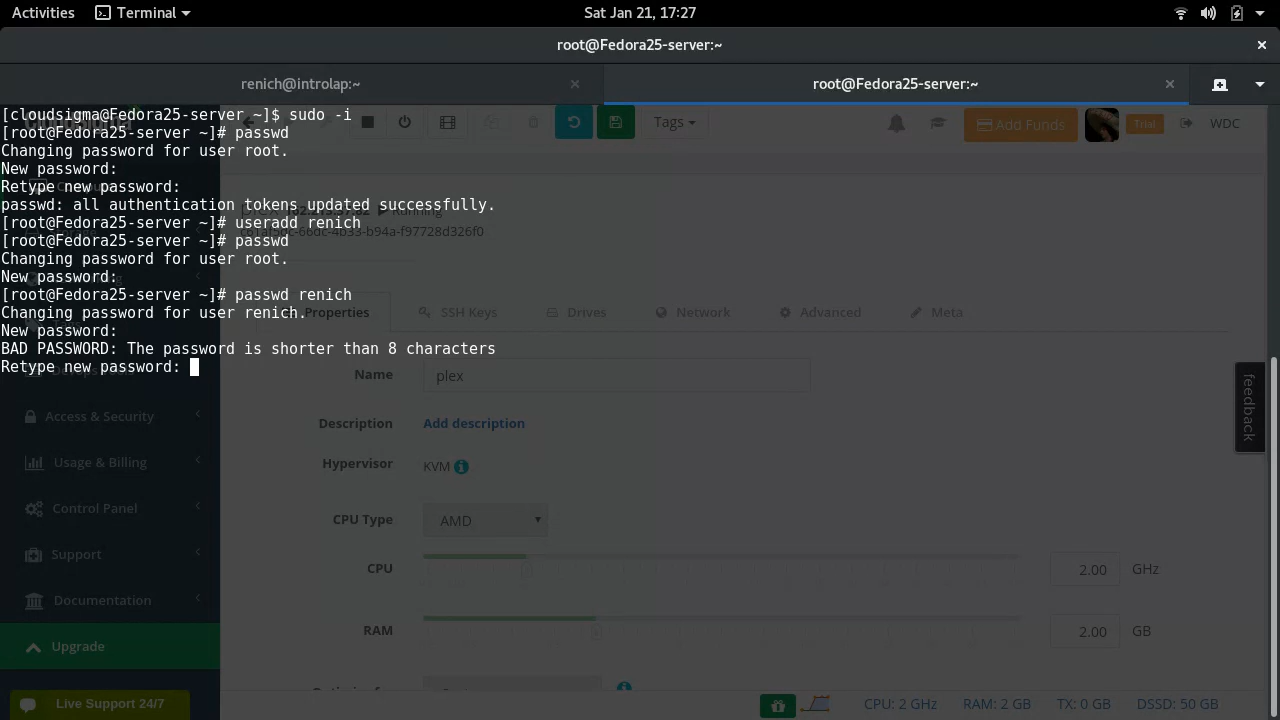 Activities
Terminal
Sat Jan 21, 17:27
root@Fedora25-server:~
renich@introlap:~
root@Fedora25-server:~
[cloudsigma@Fedora25-server ~]$ sudo -i
[root@Fedora25-server ~]# passwd
Changing password for user root.
New password:
Retype new password:
passwd: all authentication tokens updated successfully.
[root@Fedora25-server ~]# useradd renich
[root@Fedora25-server ~]# passwd
Changing password for user root.
New password:
[root@Fedora25-server ~]# passwd renich
Changing password for user renich.
New password:
BAD PASSWORD: The password is shorter than 8 characters
Retype new password:
Tags
Add Funds
Trial
WDC
Running
Properties
SSH Keys
Drives
Network
Advanced
Meta
Name
plex
Description
Add description
Hypervisor
KVM
CPU Type
AMD
CPU
2.00
GHz
RAM
2.00
GB
Access & Security
Usage & Billing
Control Panel
Support
Documentation
Upgrade
Live Support 24/7
feedback
CPU: 2 GHz
RAM: 2 GB
TX: 0 GB
DSSD: 50 GB